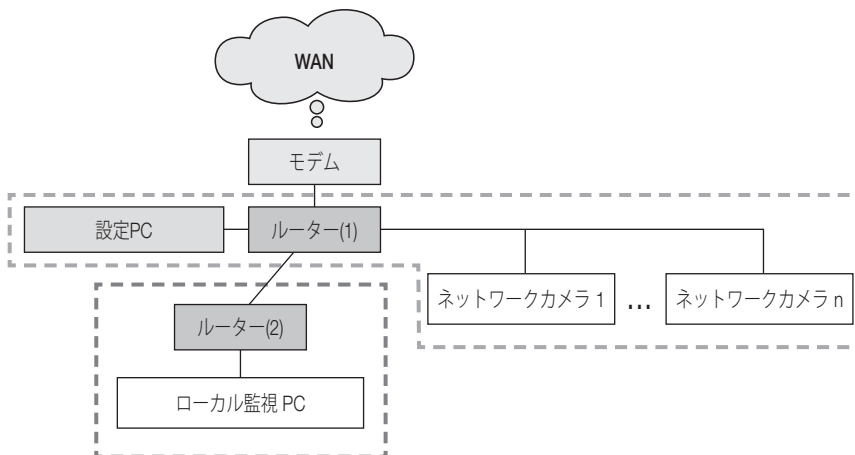 WAN
モデム
設定PC
ルーター(1)
ネットワークカメラ 1
...
ネットワークカメラ n
ルーター(2)
ローカル監視 PC